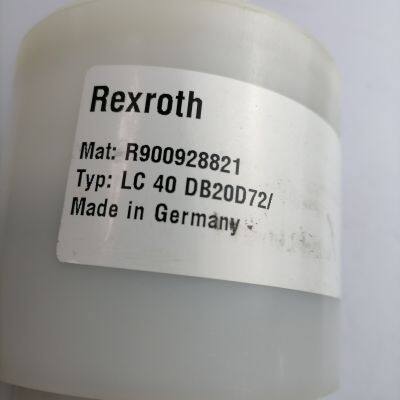 Rexroth
Mat: R900928821
Typ: LC 40 DB20D72/
Made in Germany